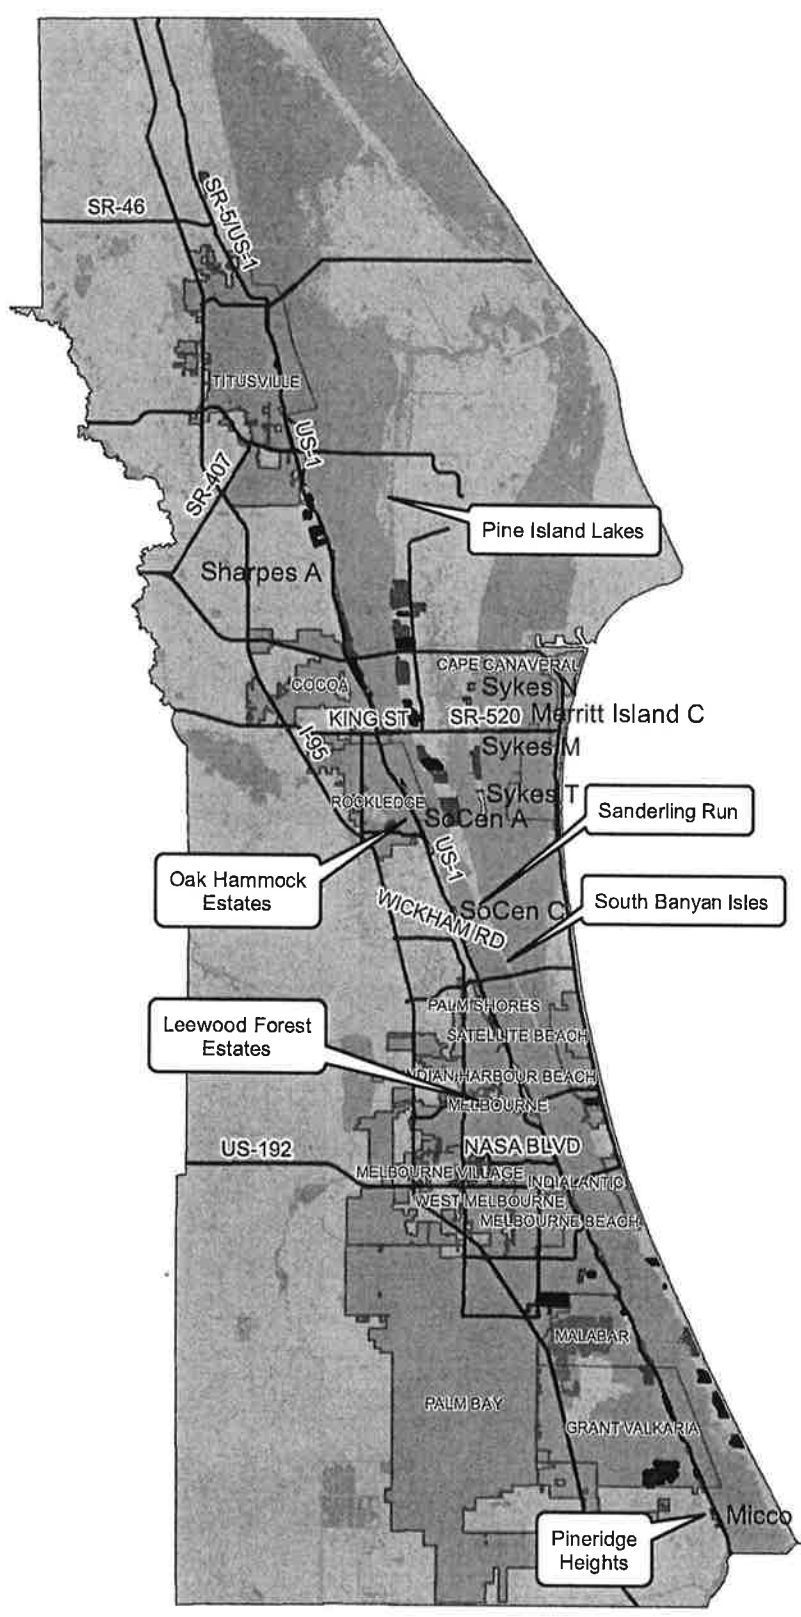 SR-46
SR-5/US-1
TITUSVILLE
US-1
SR-407
Pine Island Lakes
Sharpes A
CAPE CANAVERAL
COCOA
Sykes N
KING ST
SR-520
Merritt Island C
I-95
Sykes M
Sykes T
ROCKLEDGE
Sanderling Run
SoCen A
US-1
Oak Hammock
Estates
WICKHAM RD
SoCen C
South Banyan Isles
PALM SHORES
Leewood Forest
Estates
SATELLITE BEACH
INDIAN HARBOUR BEACH
MELBOURNE
US-192
NASA BLVD
MELBOURNE VILLAGE
INDIALANTIC
WEST MELBOURNE
MELBOURNE BEACH
MALABAR
PALM BAY
GRANT VALKARIA
Micco
Pineridge
Heights